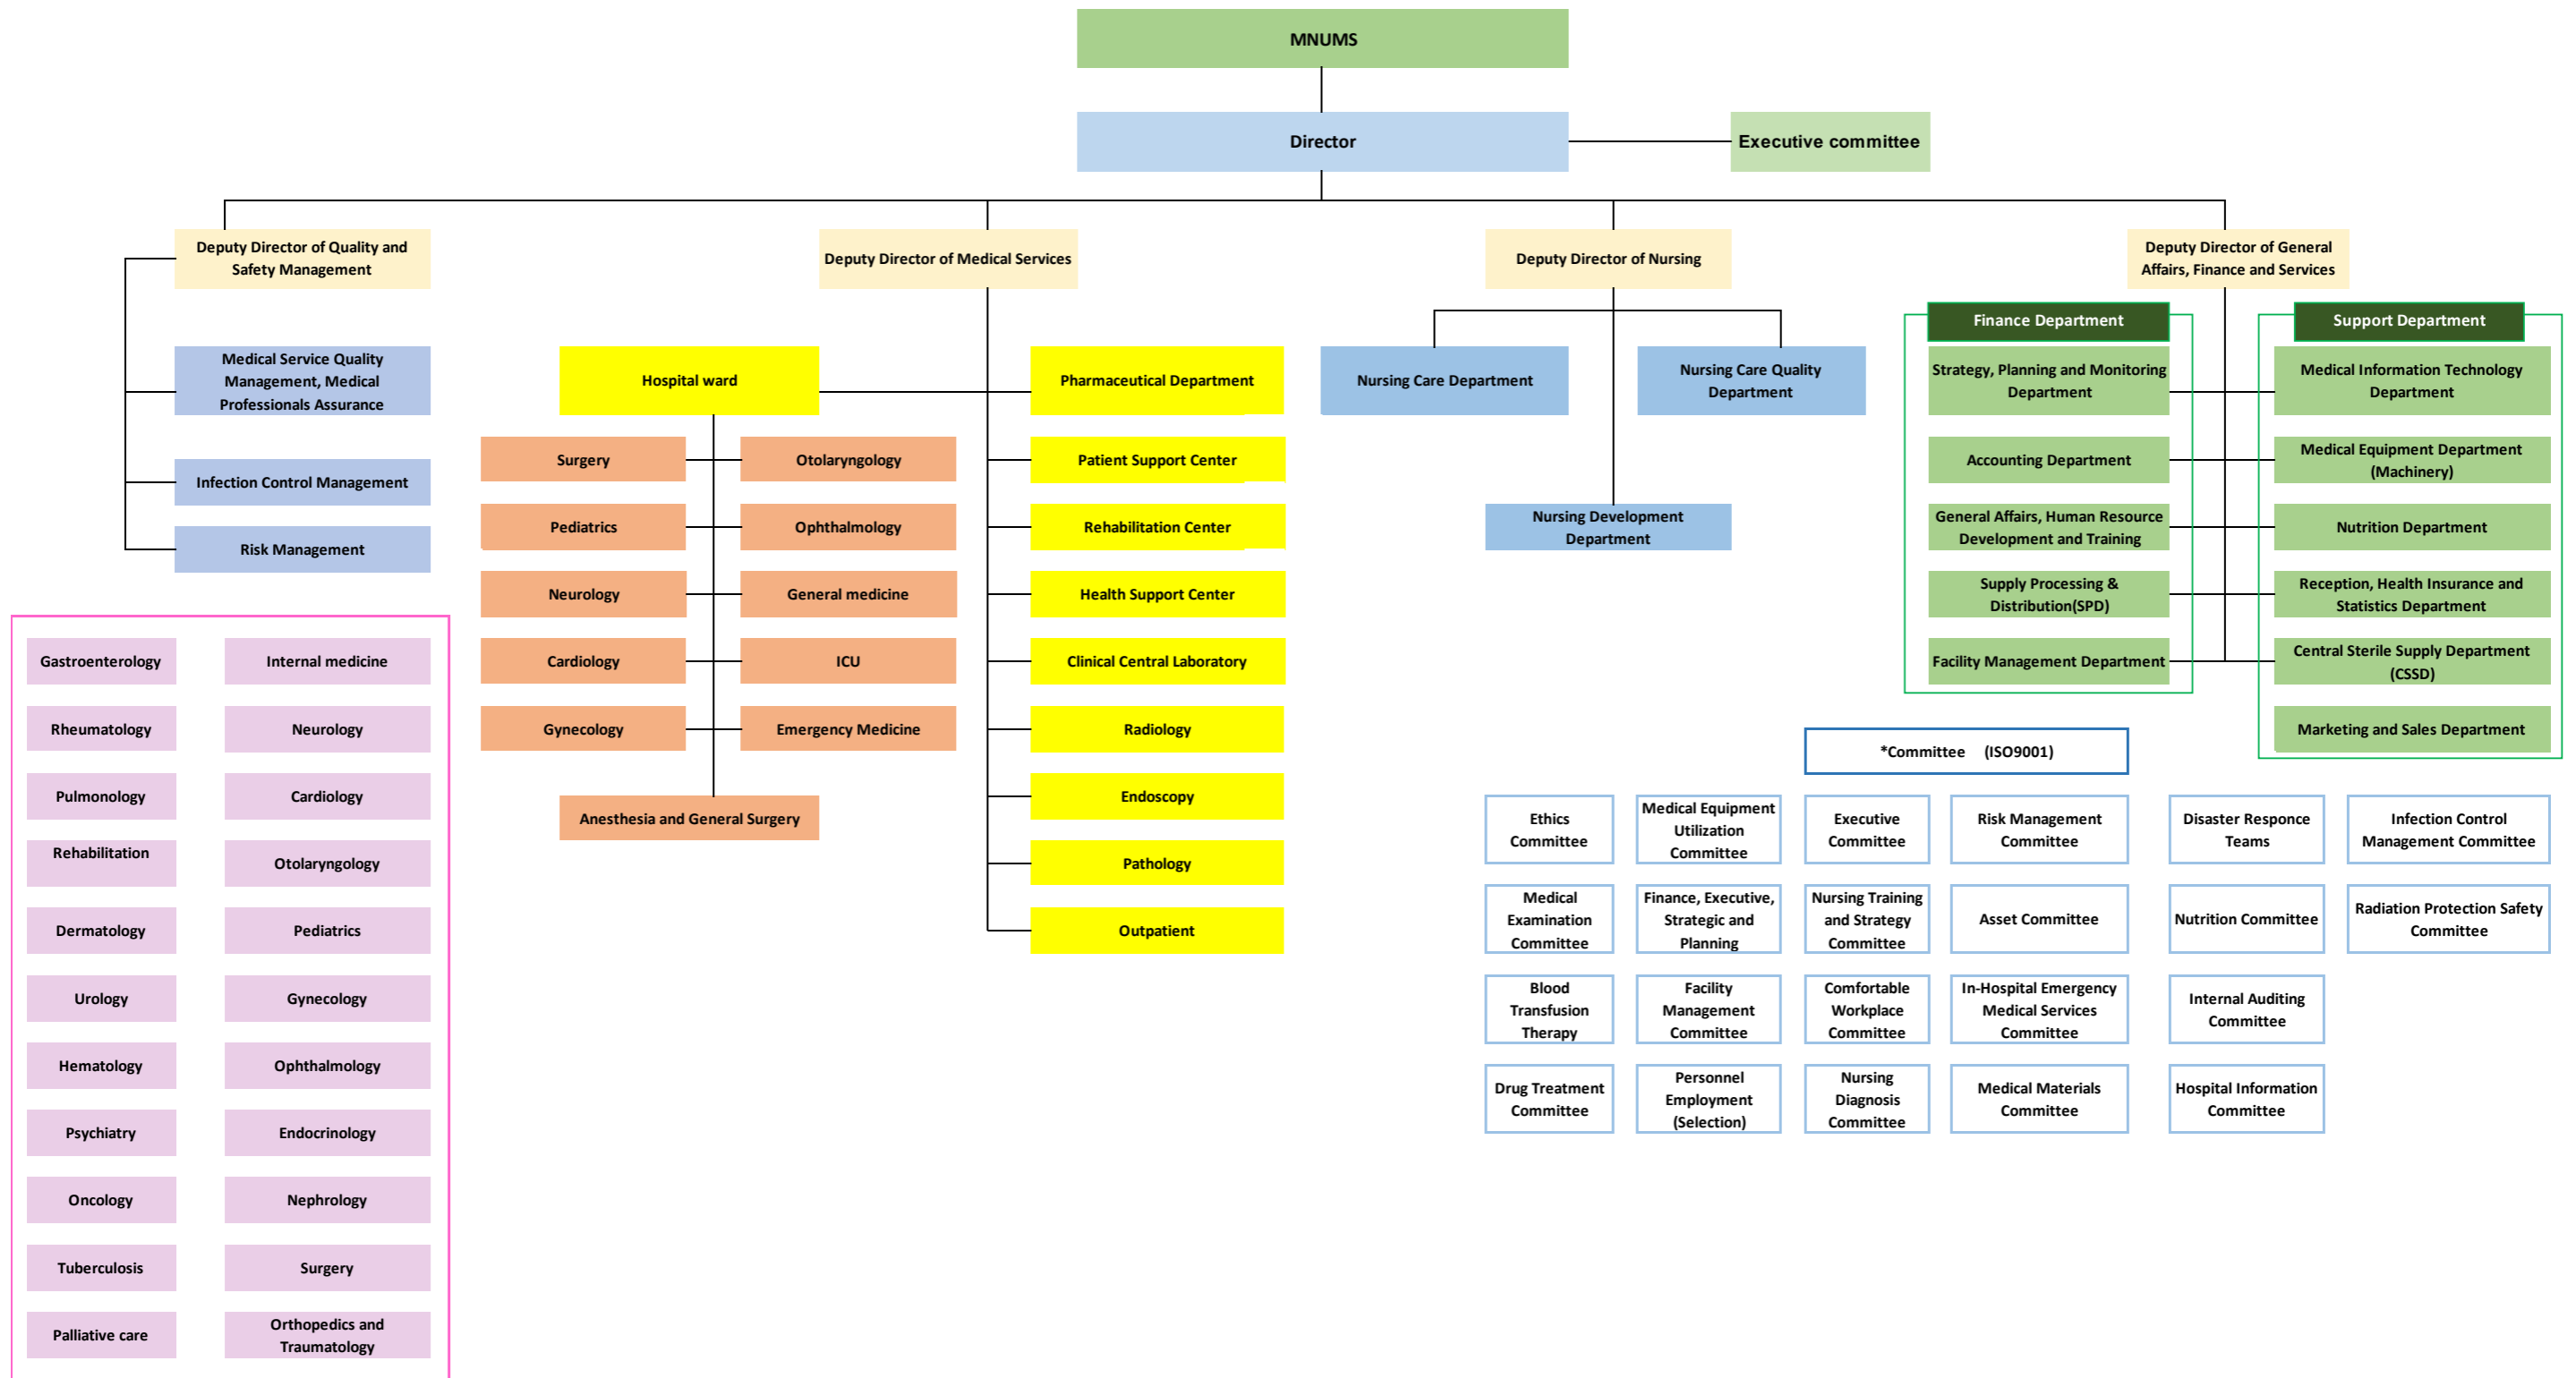 MNUMS
Director
Executive committee
Deputy Director of Quality and
Safety Management
Deputy Director of Medical Services
Deputy Director of Nursing
Deputy Director of General
Affairs, Finance and Services
Medical Service Quality
Management, Medical
Professionals Assurance
Infection Control Management
Risk Management
Gastroenterology
Internal medicine
Rheumatology
Neurology
Pulmonology
Cardiology
Rehabilitation
Otolaryngology
Dermatology
Pediatrics
Urology
Gynecology
Hematology
Ophthalmology
Psychiatry
Endocrinology
Oncology
Nephrology
Tuberculosis
Surgery
Palliative care
Orthopedics and
Traumatology
Hospital ward
Surgery
Otolaryngology
Pediatrics
Ophthalmology
Neurology
General medicine
Cardiology
ICU
Gynecology
Emergency Medicine
Anesthesia and General Surgery
Pharmaceutical Department
Patient Support Center
Rehabilitation Center
Health Support Center
Clinical Central Laboratory
Radiology
Endoscopy
Pathology
Outpatient
Nursing Care Department
Nursing Care Quality
Department
Nursing Development
Department
Finance Department
Strategy, Planning and Monitoring
Department
Accounting Department
General Affairs, Human Resource
Development and Training
Supply Processing &
Distribution(SPD)
Facility Management Department
Support Department
Medical Information Technology
Department
Medical Equipment Department
(Machinery)
Nutrition Department
Reception, Health Insurance and
Statistics Department
Central Sterile Supply Department
(CSSD)
Marketing and Sales Department
*Committee (ISO9001)
Ethics
Committee
Medical Equipment
Utilization
Committee
Executive
Committee
Risk Management
Committee
Disaster Responce
Teams
Infection Control
Management Committee
Medical
Examination
Committee
Finance, Executive,
Strategic and
Planning
Nursing Training
and Strategy
Committee
Asset Committee
Nutrition Committee
Radiation Protection Safety
Committee
Blood
Transfusion
Therapy
Facility
Management
Committee
Comfortable
Workplace
Committee
In-Hospital Emergency
Medical Services
Committee
Internal Auditing
Committee
Drug Treatment
Committee
Personnel
Employment
(Selection)
Nursing
Diagnosis
Committee
Medical Materials
Committee
Hospital Information
Committee